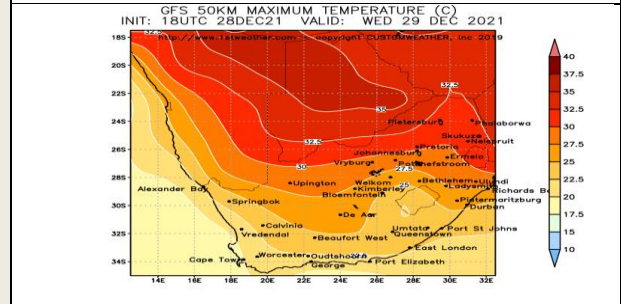 GFS 50KM MAXIMUM TEMPERATURE (C)
INIT: 18UTC 28DEC21 VALID: WED 29 DEC 2021
32.5
18S
http://www.1stweather.com - copyright CUSTOMWEATHER, Inc 2019
40
20S
37.5
32.5
22S
35
35
24S
Pietersburg
Phalaborwa
32.5
Skukuza
26S
32.5
Nelspruit
30
Pretoria
Johannesburg
Ermelo
Vryburg
Potchefstroom
30
27.5
27.5
28S
Welkom
Bethlehem
Ulundi
25
Alexander Bay
Upington
Kimberley
25
Ladysmith
Richards B
22.5
Bloemfontein
Pietermaritzburg
30S
Springbok
Durban
20
De Aar
17.5
Calvinia
Umtata
Port St Johns
32S
Vredendal
Queenstown
15
Beaufort West
East London
10
Worcester
Oudtshoorn
34S
Cape Town
George
Port Elizabeth
14E 16E 18E 20E 22E 24E 26E 28E 30E 32E